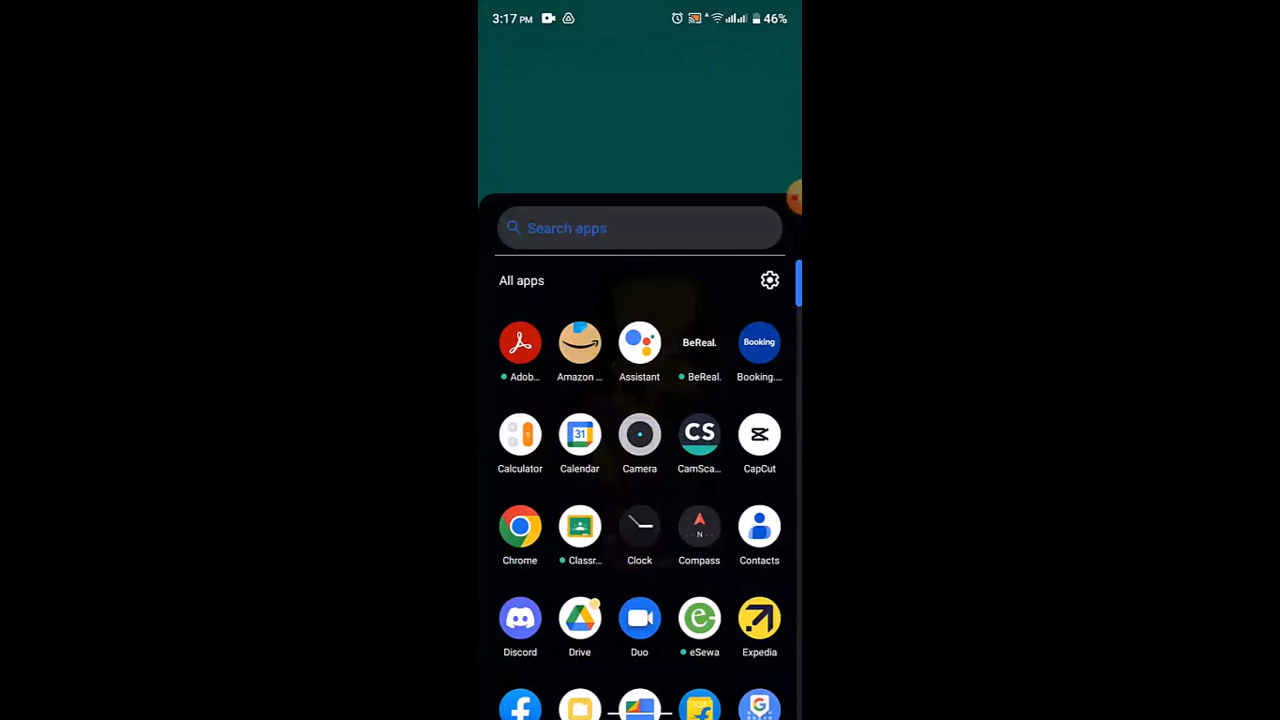 3:17 PM 46%
Search apps
All apps
BeReal. Booking
Adob... Amazon ... Assistant BeReal. Booking....
31 CS
Calculator Calendar Camera CamSca... CapCut
N
Chrome Classr... Clock Compass Contacts
e
Discord Drive Duo eSewa Expedia
G